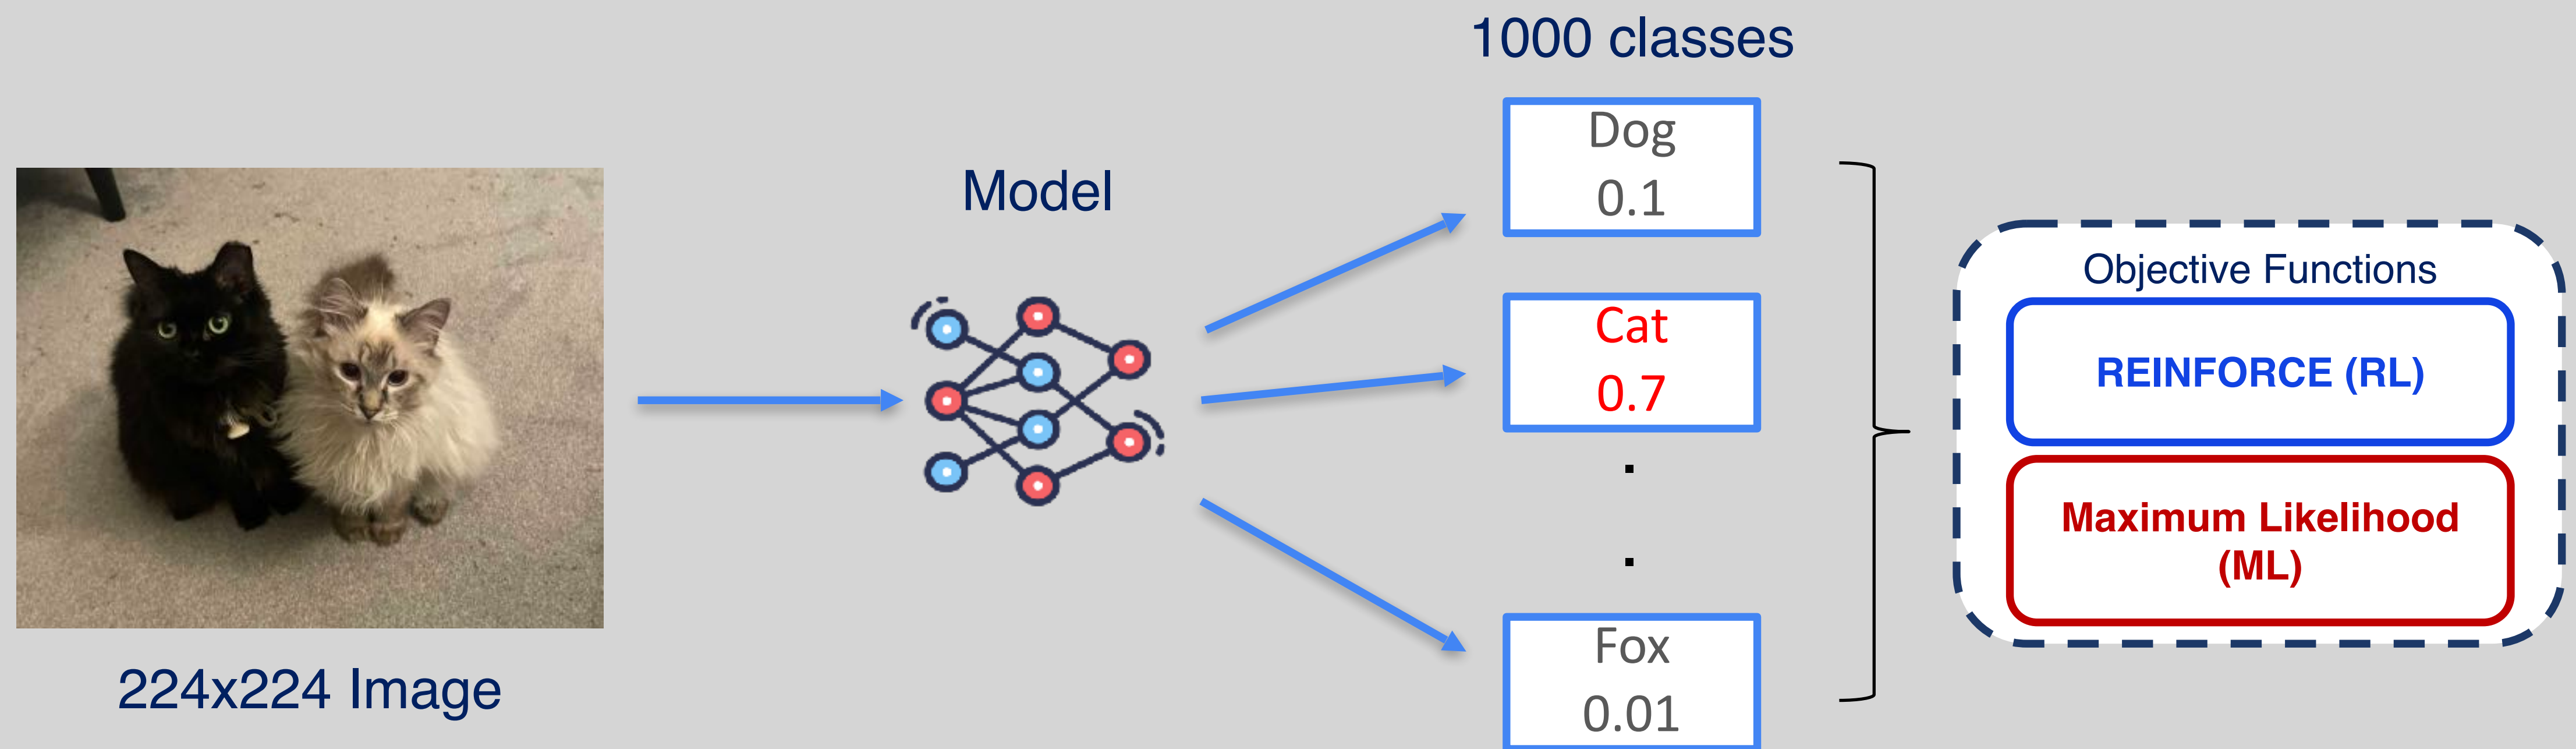 1000 classes
Model
224x224 Image
Dog
0.1
Cat
0.7
.
.
Fox
0.01
Objective Functions
REINFORCE (RL)
Maximum Likelihood
(ML)